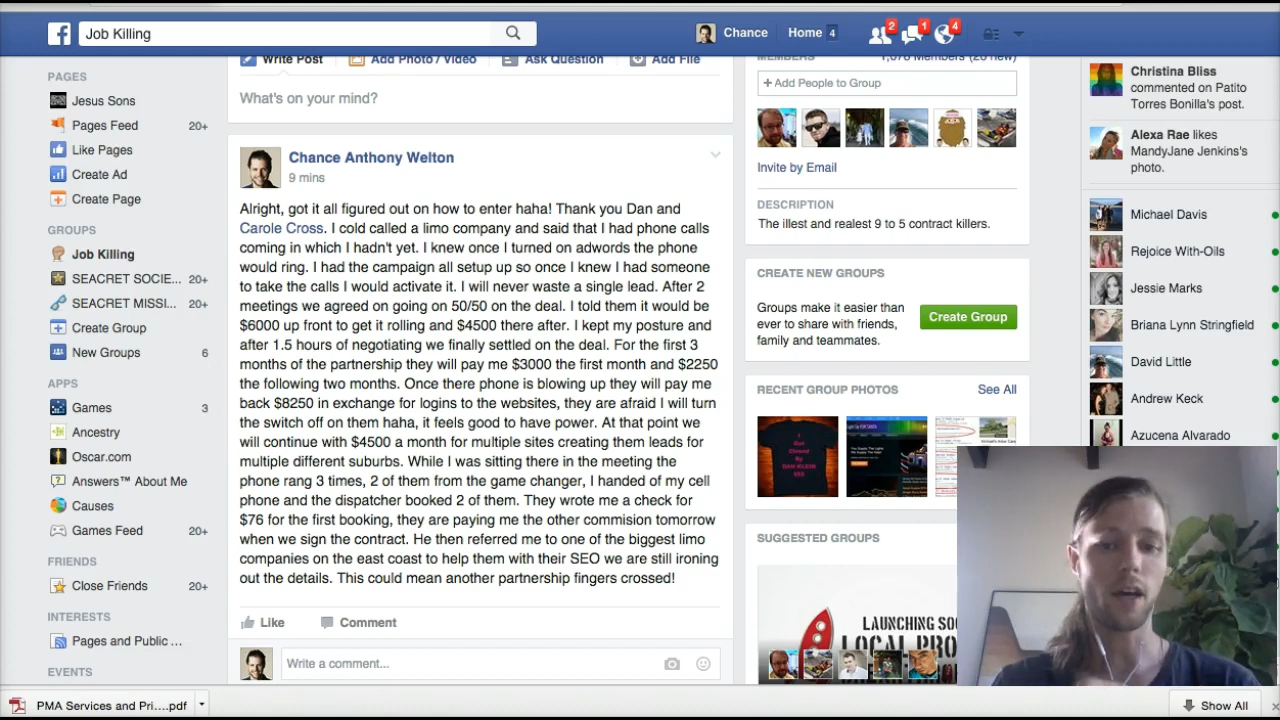 Job Killing
Chance
Home 4
2
1
4
PAGES
Jesus Sons
Pages Feed 20+
Like Pages
Create Ad
Create Page
GROUPS
Job Killing
SEACRET SOCIE... 20+
SEACRET MISSI... 20+
Create Group
New Groups 6
APPS
Games 3
Ancestry
Oscar.com
Answers™ About Me
Causes
Games Feed 20+
FRIENDS
Close Friends 20+
INTERESTS
Pages and Public ...
EVENTS
Write Post Add Photo / Video Ask Question Add File
What's on your mind?
Chance Anthony Welton
9 mins
Alright, got it all figured out on how to enter haha! Thank you Dan and
Carole Cross. I cold called a limo company and said that I had phone calls
coming in which I hadn't yet. I knew once I turned on adwords the phone
would ring. I had the campaign all setup up so once I knew I had someone
to take the calls I would activate it. I will never waste a single lead. After 2
meetings we agreed on going on 50/50 on the deal. I told them it would be
$6000 up front to get it rolling and $4500 there after. I kept my posture and
after 1.5 hours of negotiating we finally settled on the deal. For the first 3
months of the partnership they will pay me $3000 the first month and $2250
the following two months. Once there phone is blowing up they will pay me
back $8250 in exchange for logins to the websites, they are afraid I will turn
the switch off on them haha, it feels good to have power. At that point we
will continue with $4500 a month for multiple sites creating them leads for
multiple different suburbs. While I was sitting there in the meeting the
phone rang 3 times, 2 of them from the game changer, I handed of my cell
phone and the dispatcher booked 2 of them. They wrote me a check for
$76 for the first booking, they are paying me the other commision tomorrow
when we sign the contract. He then referred me to one of the biggest limo
companies on the east coast to help them with their SEO we are still ironing
out the details. This could mean another partnership fingers crossed!
Like Comment
Write a comment...
MEMBERS 
+ Add People to Group
Invite by Email
DESCRIPTION
The illest and realest 9 to 5 contract killers.
CREATE NEW GROUPS
Groups make it easier than
ever to share with friends,
family and teammates.
Create Group
RECENT GROUP PHOTOS See All
SUGGESTED GROUPS
LAUNCHING SO
LOCAL PRO
Christina Bliss
commented on Patito
Torres Bonilla's post.
Alexa Rae likes
MandyJane Jenkins's
photo.
Michael Davis
Rejoice With-Oils
Jessie Marks
Briana Lynn Stringfield
David Little
Andrew Keck
Azucena Alvarado
PMA Services and Pri....pdf
Show All